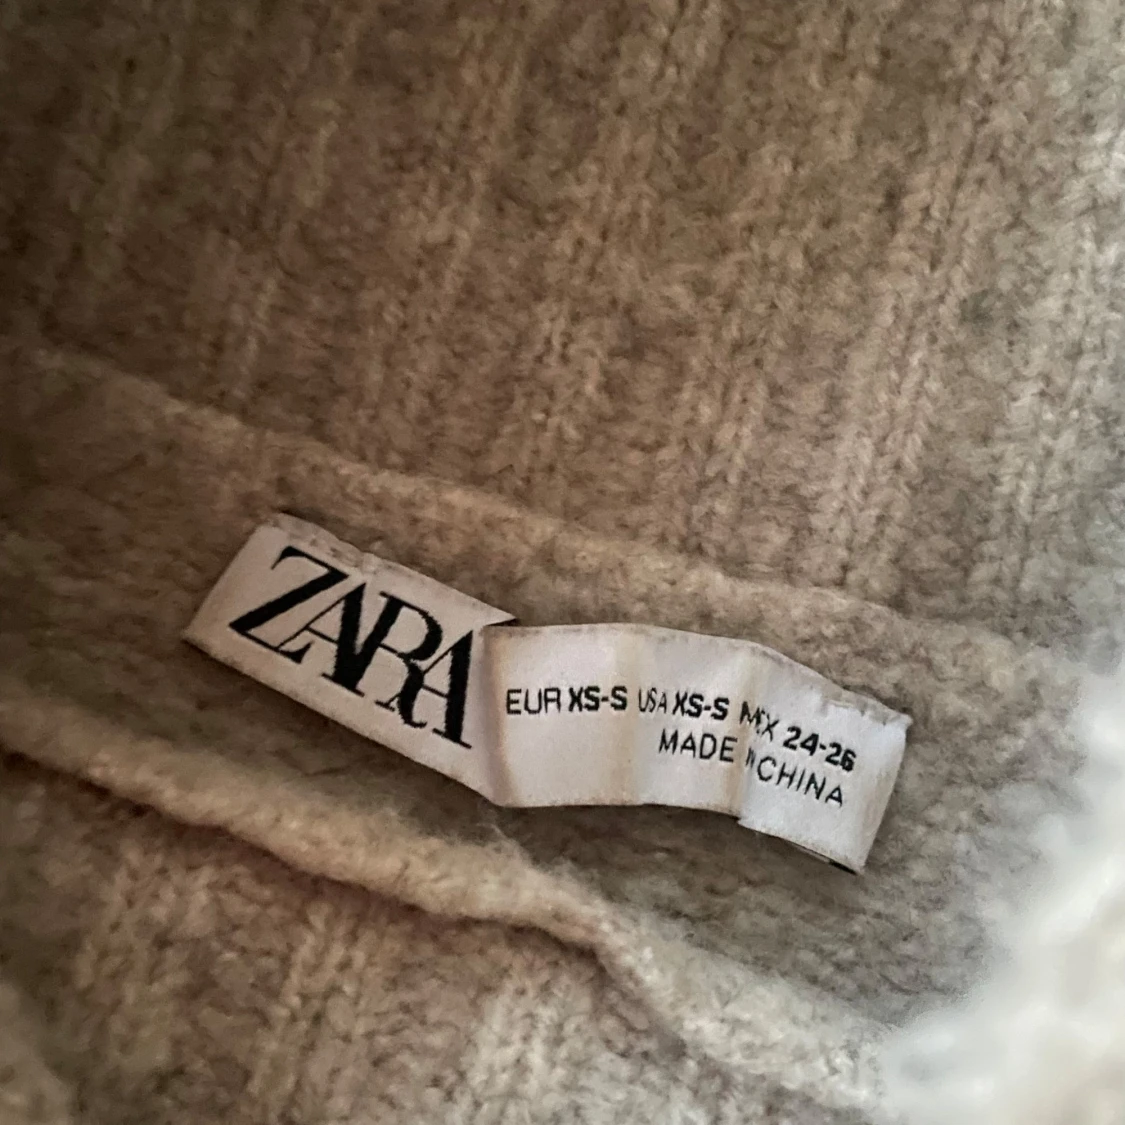 ZARA
EUR XS-S USA XS-S MEX 24-26
MADE IN CHINA